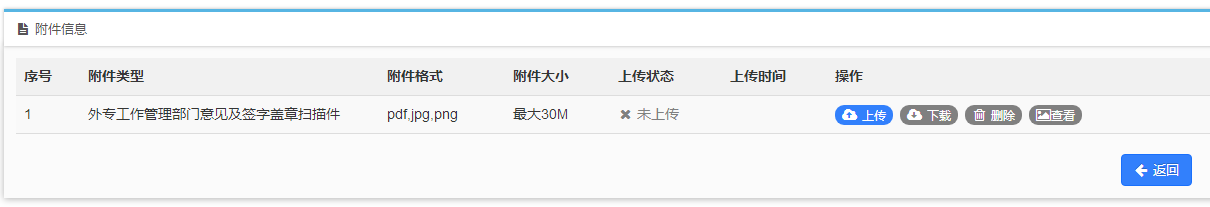 附件信息
序号 附件类型 附件格式 附件大小 上传状态 上传时间 操作
1 外专工作管理部门意见及签字盖章扫描件 pdf,jpg,png 最大30M 未上传 上传 下载 删除 查看
返回